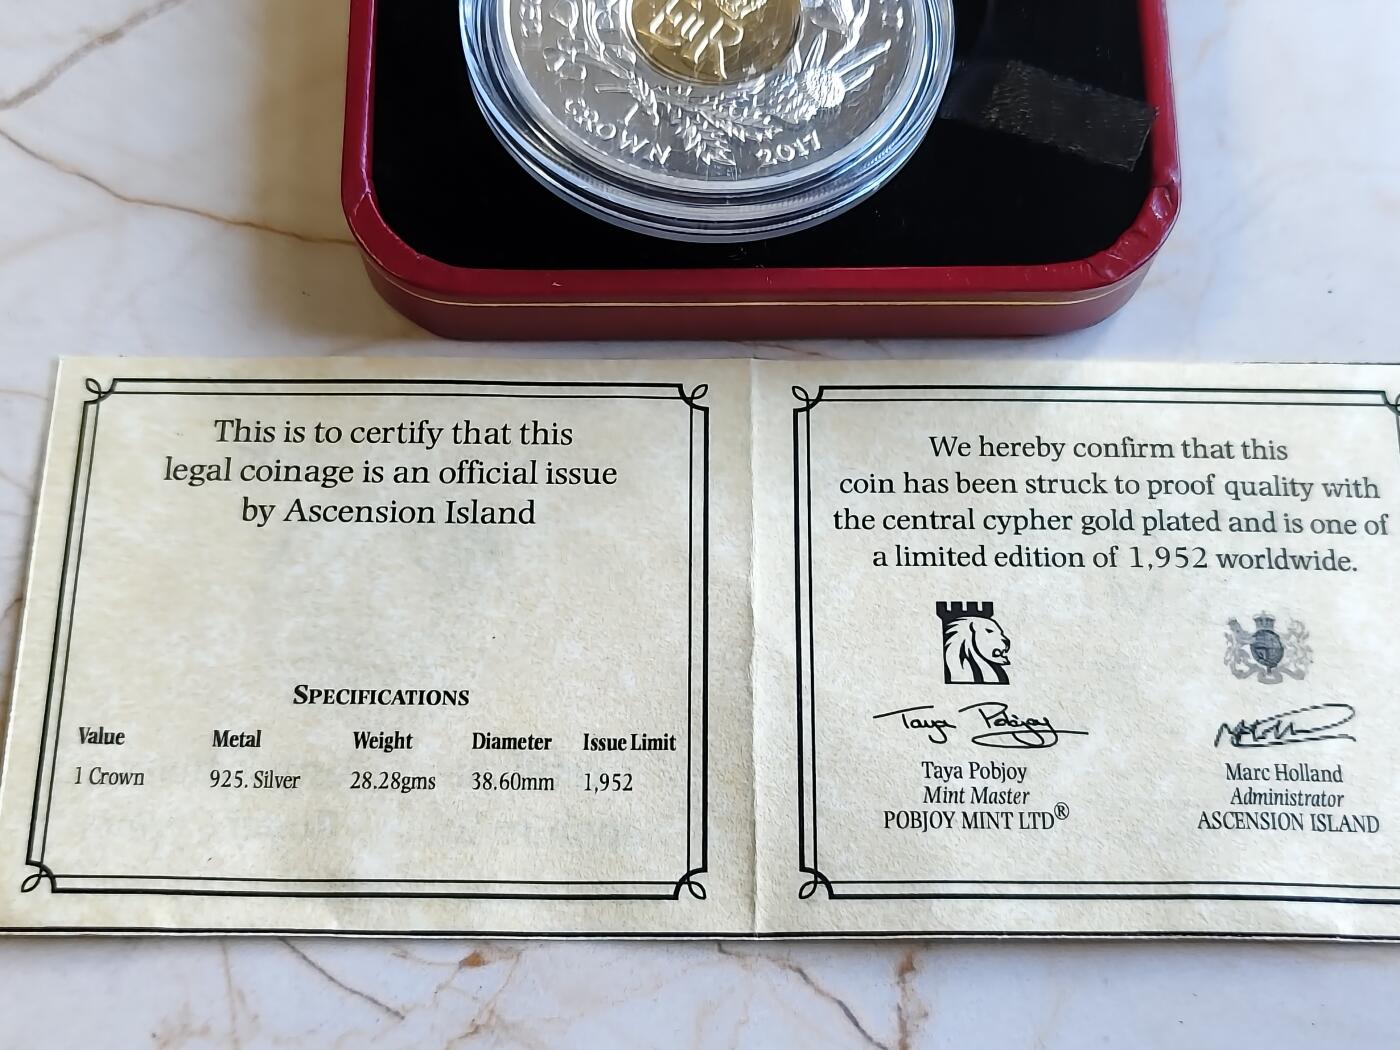 EIIR
CROWN 2017
This is to certify that this
legal coinage is an official issue
by Ascension Island
SPECIFICATIONS
Value Metal Weight Diameter Issue Limit
1 Crown 925. Silver 28.28gms 38.60mm 1,952
We hereby confirm that this
coin has been struck to proof quality with
the central cypher gold plated and is one of
a limited edition of 1,952 worldwide.
Taya Pobjoy
Taya Pobjoy
Mint Master
POBJOY MINT LTD®
Marc Holland
Administrator
ASCENSION ISLAND